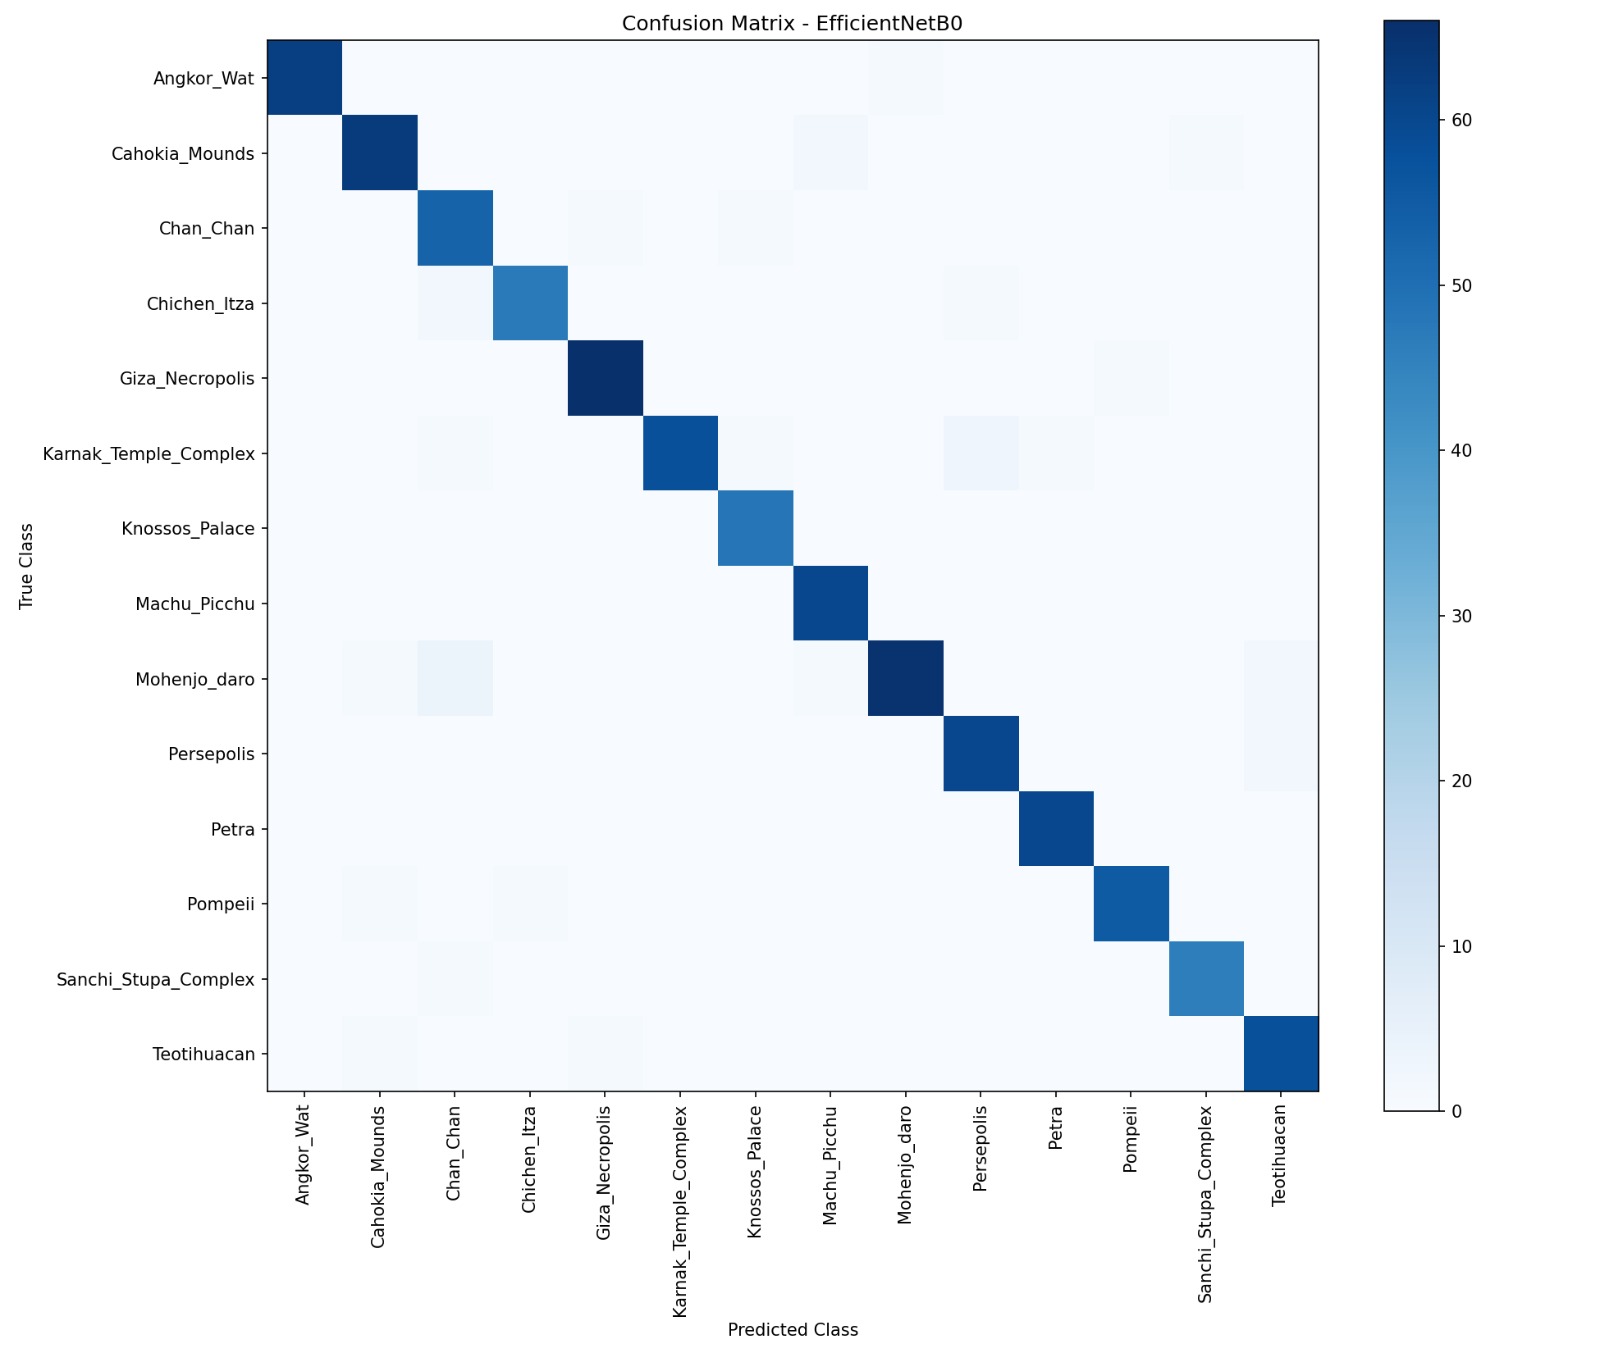 Confusion Matrix - EfficientNetB0
True Class
Angkor_Wat
Cahokia_Mounds
Chan_Chan
Chichen_Itza
Giza_Necropolis
Karnak_Temple_Complex
Knossos_Palace
Machu_Picchu
Mohenjo_daro
Persepolis
Petra
Pompeii
Sanchi_Stupa_Complex
Teotihuacan
Angkor_Wat
Cahokia_Mounds
Chan_Chan
Chichen_Itza
Giza_Necropolis
Karnak_Temple_Complex
Knossos_Palace
Machu_Picchu
Mohenjo_daro
Persepolis
Petra
Pompeii
Sanchi_Stupa_Complex
Teotihuacan
Predicted Class
60
50
40
30
20
10
0